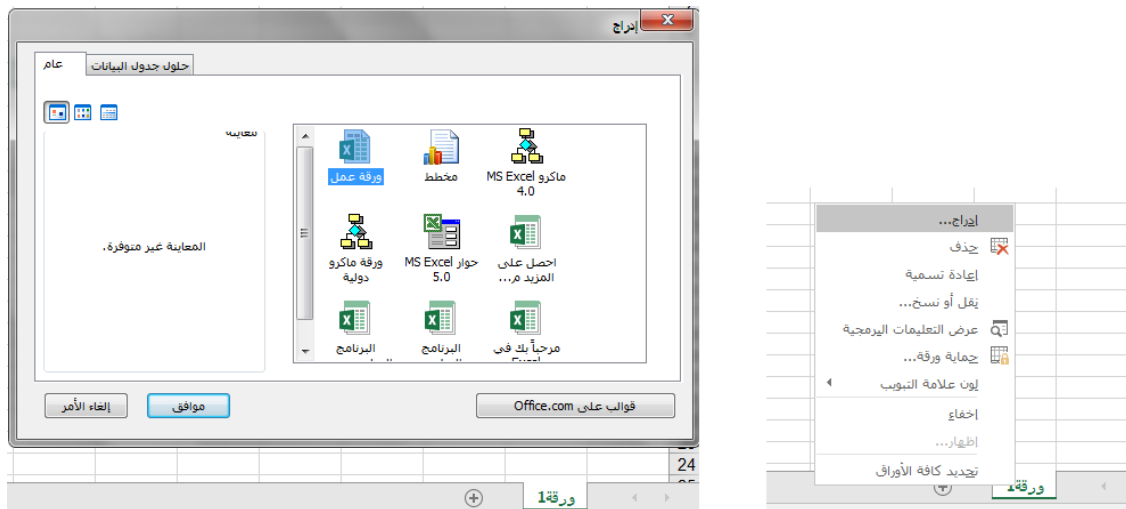 إدراج
عام
حلول جدول البيانات
معاينة
المعاينة غير متوفرة.
ورقة عمل
مخطط
ماكرو MS Excel
4.0
ورقة ماكرو
دولية
حوار MS Excel
5.0
احصل على
المزيد م...
البرنامج
البرنامج
مرحباً بك في
Excel
قوالب على Office.com
موافق
إلغاء الأمر
24
ورقة1
إدراج...
حذف
إعادة تسمية
نقل أو نسخ...
عرض التعليمات البرمجية
حماية ورقة...
لون علامة التبويب
إخفاء
إظهار...
تحديد كافة الأوراق
ورقة1